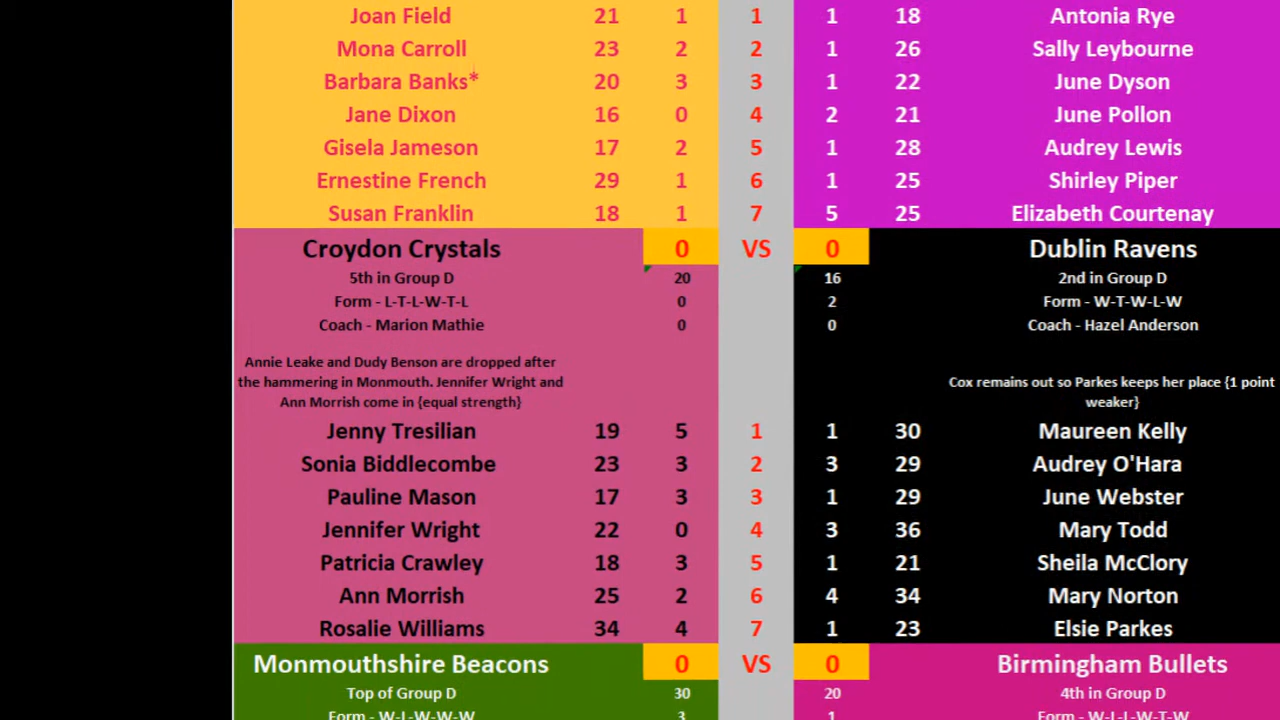 Joan Field 21 1 1 1 18 Antonia Rye
Mona Carroll 23 2 2 1 26 Sally Leybourne
Barbara Banks* 20 3 3 1 22 June Dyson
Jane Dixon 16 0 4 2 21 June Pollon
Gisela Jameson 17 2 5 1 28 Audrey Lewis
Ernestine French 29 1 6 1 25 Shirley Piper
Susan Franklin 18 1 7 5 25 Elizabeth Courtenay
Croydon Crystals 0 VS 0 Dublin Ravens
5th in Group D 20 16 2nd in Group D
Form - L-T-L-W-T-L 0 2 Form - W-T-W-L-W
Coach - Marion Mathie 0 0 Coach - Hazel Anderson
Annie Leake and Dudy Benson are dropped after
the hammering in Monmouth. Jennifer Wright and
Ann Morrish come in {equal strength}
Cox remains out so Parkes keeps her place {1 point
weaker}
Jenny Tresilian 19 5 1 1 30 Maureen Kelly
Sonia Biddlecombe 23 3 2 3 29 Audrey O'Hara
Pauline Mason 17 3 3 1 29 June Webster
Jennifer Wright 22 0 4 3 36 Mary Todd
Patricia Crawley 18 3 5 1 21 Sheila McClory
Ann Morrish 25 2 6 4 34 Mary Norton
Rosalie Williams 34 4 7 1 23 Elsie Parkes
Monmouthshire Beacons 0 VS 0 Birmingham Bullets
Top of Group D 30 20 4th in Group D
Form - W-L-W-W-W 3 1 Form - W-L-L-W-T-W